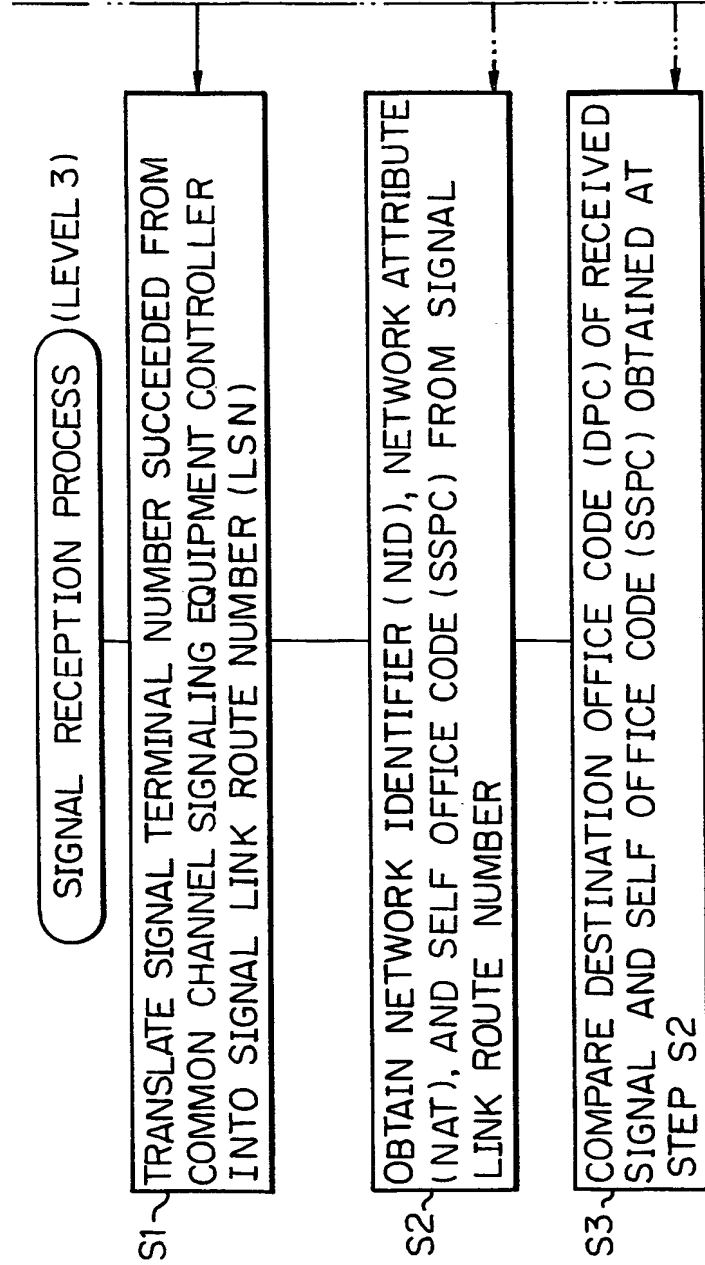 SIGNAL RECEPTION PROCESS (LEVEL 3)
S1 TRANSLATE SIGNAL TERMINAL NUMBER SUCCEEDED FROM
COMMON CHANNEL SIGNALING EQUIPMENT CONTROLLER
INTO SIGNAL LINK ROUTE NUMBER (LSN)
S2 OBTAIN NETWORK IDENTIFIER (NID), NETWORK ATTRIBUTE
(NAT), AND SELF OFFICE CODE (SSPC) FROM SIGNAL
LINK ROUTE NUMBER
S3 COMPARE DESTINATION OFFICE CODE (DPC) OF RECEIVED
SIGNAL AND SELF OFFICE CODE (SSPC) OBTAINED AT
STEP S2